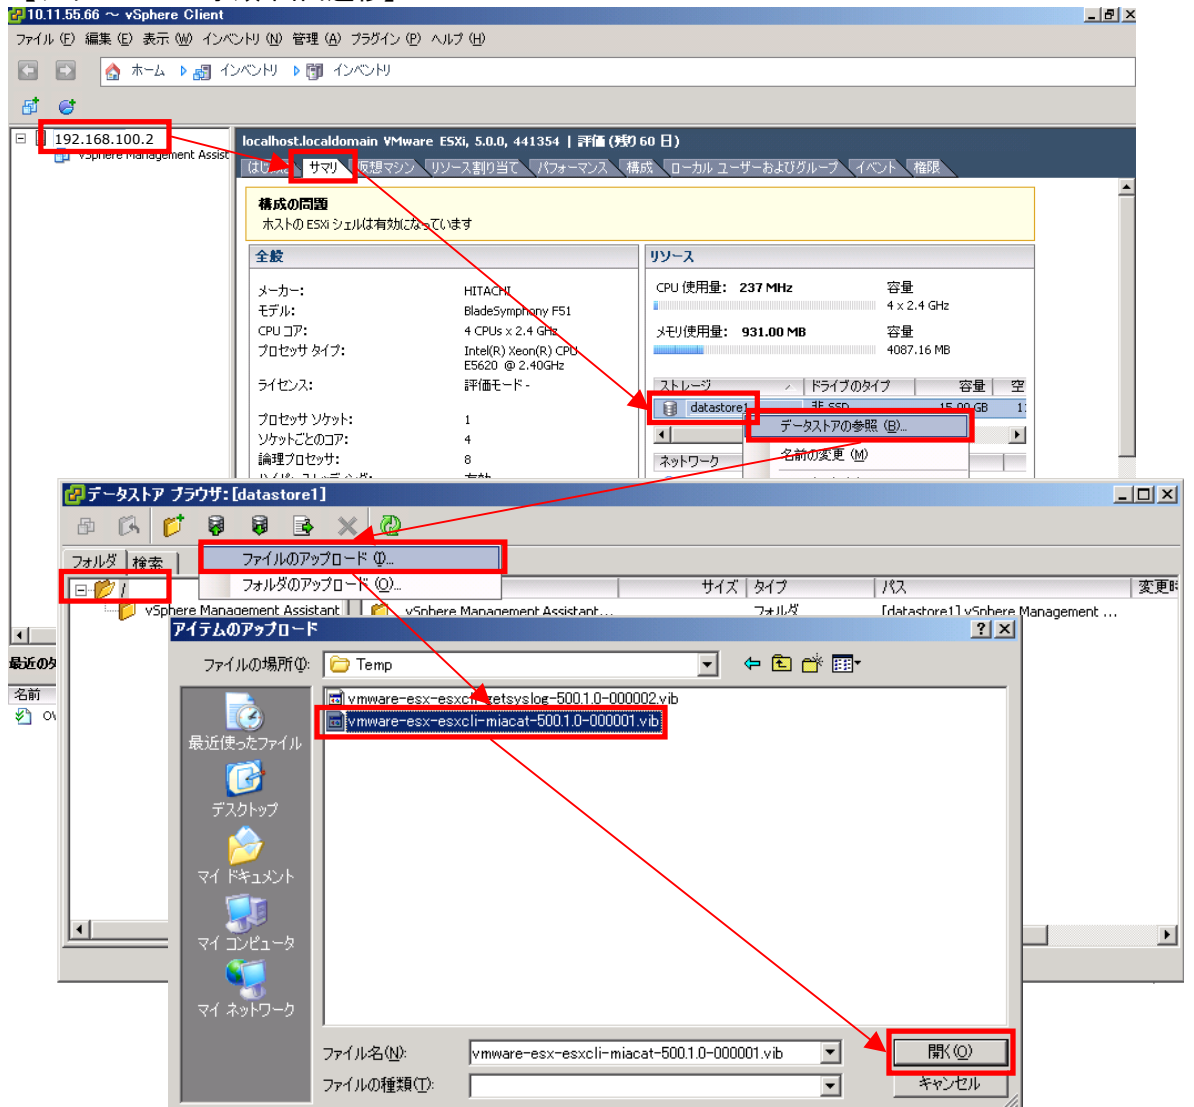 10.11.55.66 ～ vSphere Client
ファイル (F) 編集 (E) 表示 (W) インベントリ (N) 管理 (A) プラグイン (P) ヘルプ (H)
ホーム インベントリ インベントリ
192.168.100.2
vSphere Management Assist
localhost.localdomain VMware ESXi, 5.0.0, 441354 | 評価 (残り 60 日)
サマリ 仮想マシン リソース割り当て パフォーマンス 構成 ローカル ユーザーおよびグループ イベント 権限
構成の問題
ホストの ESXi シェルは有効になっています
全般
メーカー: HITACHI
モデル: BladeSymphony F51
CPU コア: 4 CPUs x 2.4 GHz
プロセッサ タイプ: Intel(R) Xeon(R) CPU
E5620 @ 2.40GHz
ライセンス: 評価モード -
プロセッサ ソケット: 1
ソケットごとのコア: 4
論理プロセッサ: 8
リソース
CPU 使用量: 237 MHz 容量
4 x 2.4 GHz
メモリ使用量: 931.00 MB 容量
4087.16 MB
ストレージ ドライブのタイプ 容量 空
datastore1 非 SSD 15.00 GB
データストアの参照 (B)...
名前の変更 (M)
ネットワーク
データストア ブラウザ: [datastore1]
フォルダ 検索
ファイルのアップロード (I)...
フォルダのアップロード (O)...
サイズ タイプ パス 変更時
/
vSphere Management Assistant
vSphere Management Assistant... フォルダ [datastore1] vSphere Management ...
最近のタ
名前
アイテムのアップロード
ファイルの場所(I): Temp
vmware-esx-esxcli-getsyslog-500.1.0-000002.vib
vmware-esx-esxcli-miacat-500.1.0-000001.vib
最近使ったファイル
デスクトップ
マイ ドキュメント
マイ コンピュータ
マイ ネットワーク
ファイル名(N): vmware-esx-esxcli-miacat-500.1.0-000001.vib 開く(O)
ファイルの種類(T): キャンセル